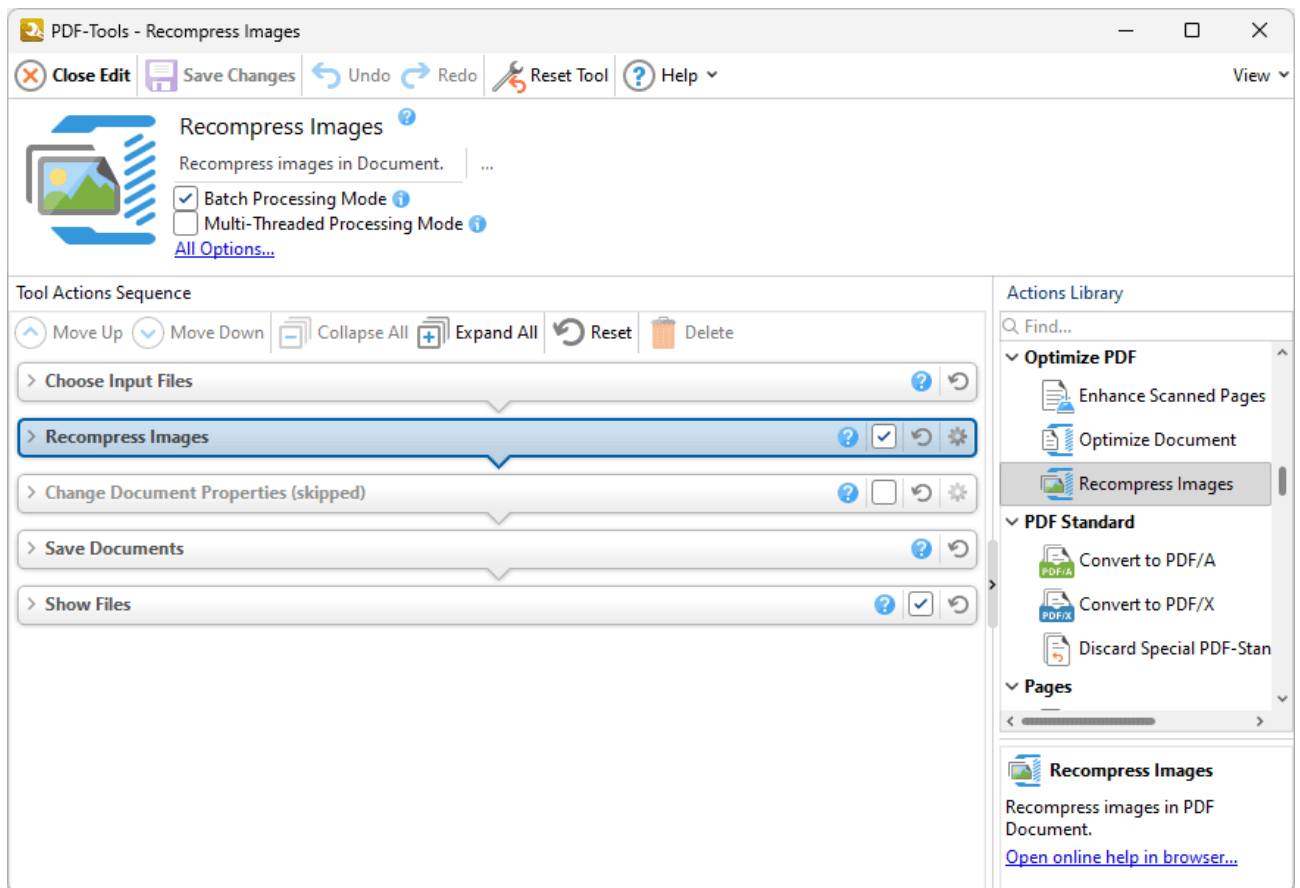 PDF-Tools - Recompress Images
Close Edit Save Changes Undo Redo Reset Tool Help View
Recompress Images
Recompress images in Document. ...
Batch Processing Mode
Multi-Threaded Processing Mode
All Options...
Tool Actions Sequence
Move Up Move Down Collapse All Expand All Reset Delete
Choose Input Files
Recompress Images
Change Document Properties (skipped)
Save Documents
Show Files
Actions Library
Find...
Optimize PDF
Enhance Scanned Pages
Optimize Document
Recompress Images
PDF Standard
PDF/A Convert to PDF/A
PDF/X Convert to PDF/X
Discard Special PDF-Stan
Pages
Recompress Images
Recompress images in PDF
Document.
Open online help in browser...